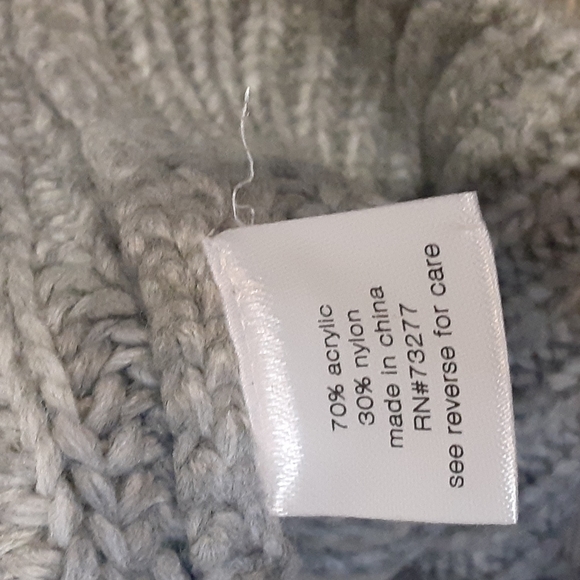 70% acrylic
30% nylon
made in china
RN#73277
see reverse for care